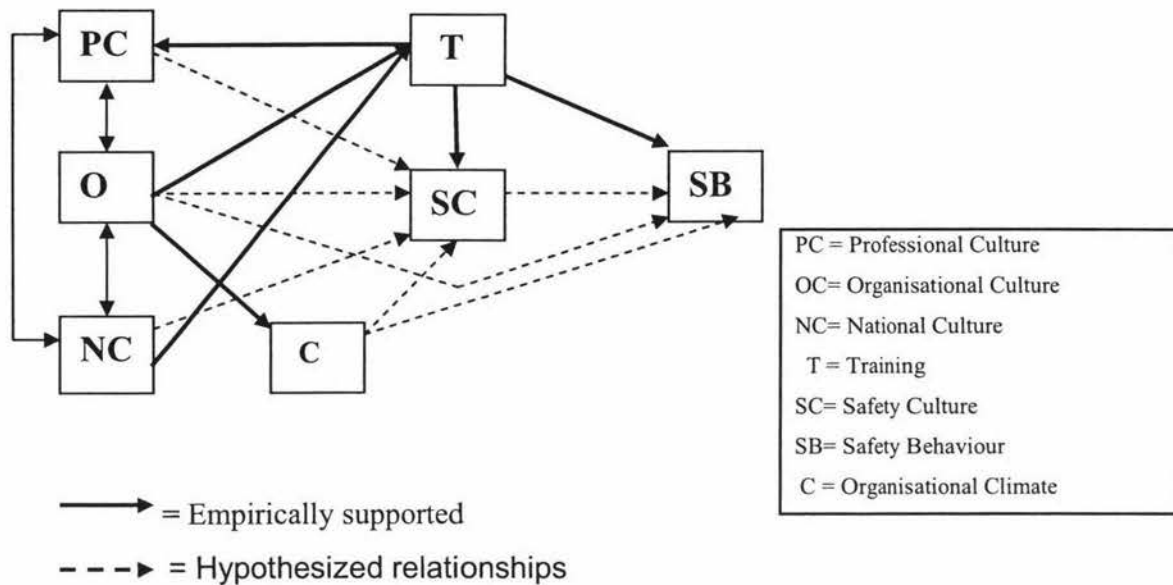 PC
T
O
SC
SB
NC
C
PC = Professional Culture
OC= Organisational Culture
NC= National Culture
T = Training
SC= Safety Culture
SB= Safety Behaviour
C = Organisational Climate
= Empirically supported
= Hypothesized relationships